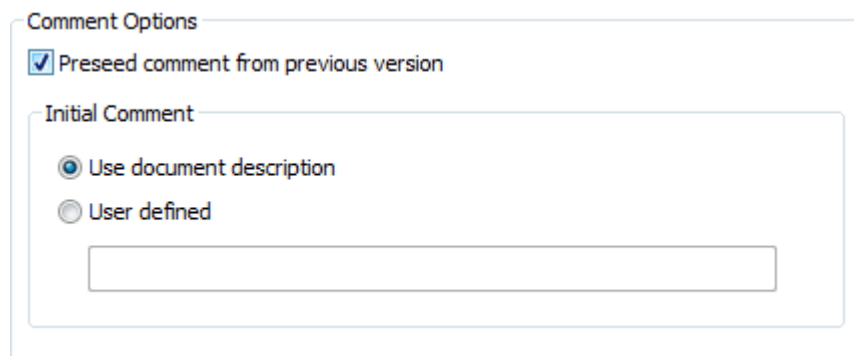 Comment Options
Preseed comment from previous version
Initial Comment
Use document description
User defined